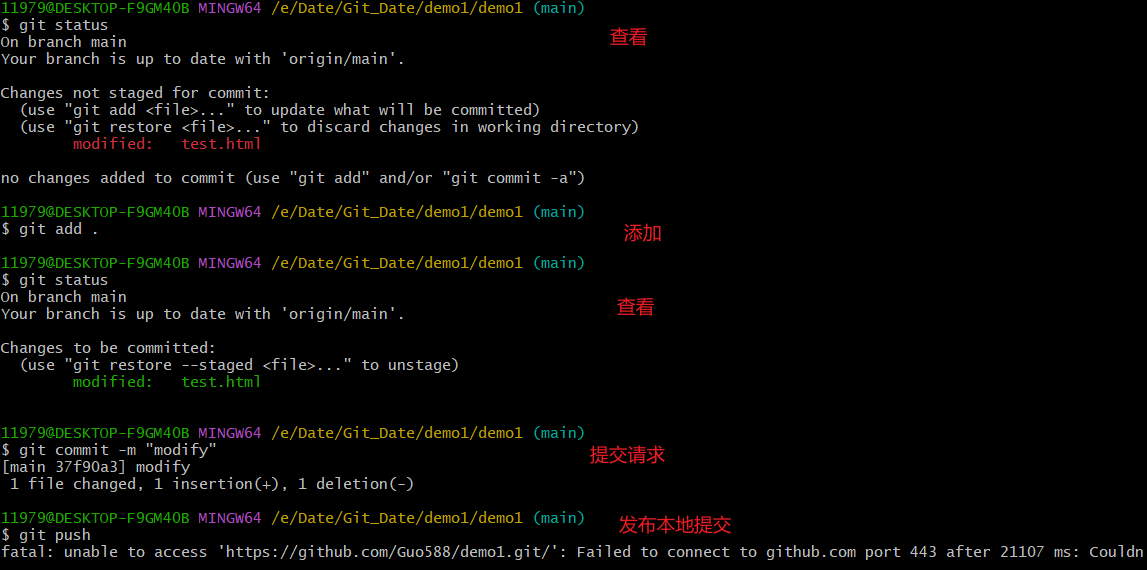 11979@DESKTOP-F9GM40B MINGW64 /e/Date/Git_Date/demo1/demo1 (main)
$ git status
查看
On branch main
Your branch is up to date with 'origin/main'.
Changes not staged for commit:
(use "git add <file>..." to update what will be committed)
(use "git restore <file>..." to discard changes in working directory)
modified: test.html
no changes added to commit (use "git add" and/or "git commit -a")
11979@DESKTOP-F9GM40B MINGW64 /e/Date/Git_Date/demo1/demo1 (main)
$ git add .
添加
11979@DESKTOP-F9GM40B MINGW64 /e/Date/Git_Date/demo1/demo1 (main)
$ git status
On branch main
查看
Your branch is up to date with 'origin/main'.
Changes to be committed:
(use "git restore --staged <file>..." to unstage)
modified: test.html
11979@DESKTOP-F9GM40B MINGW64 /e/Date/Git_Date/demo1/demo1 (main)
$ git commit -m "modify"
提交请求
[main 37f90a3] modify
1 file changed, 1 insertion(+), 1 deletion(-)
11979@DESKTOP-F9GM40B MINGW64 /e/Date/Git_Date/demo1/demo1 (main)
发布本地提交
$ git push
fatal: unable to access 'https://github.com/Guo588/demo1.git/': Failed to connect to github.com port 443 after 21107 ms: Couldn